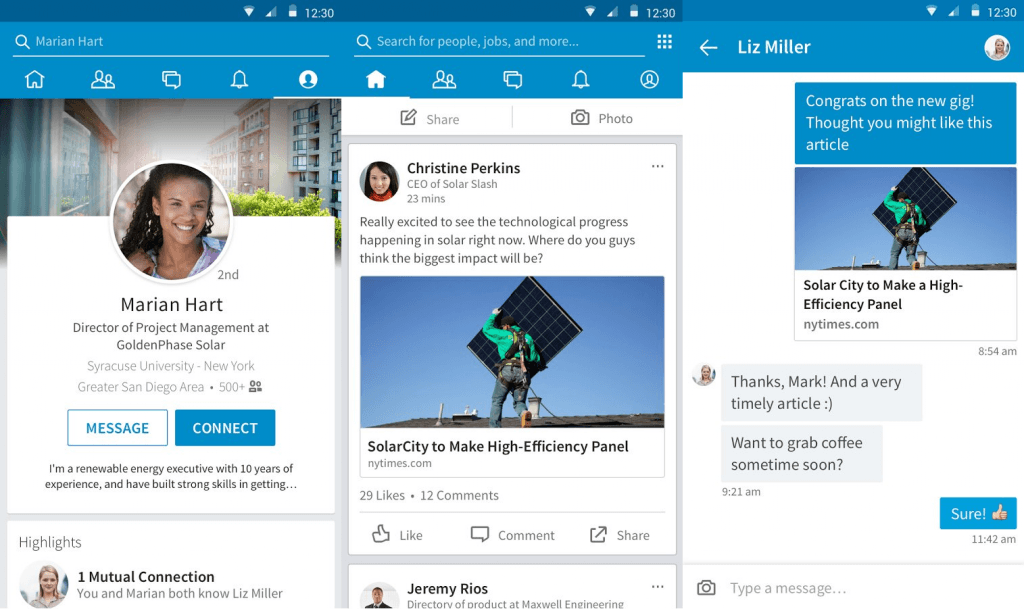 12:30
Marian Hart
2nd
Marian Hart
Director of Project Management at
GoldenPhase Solar
Syracuse University - New York
Greater San Diego Area • 500+
MESSAGE
CONNECT
I'm a renewable energy executive with 10 years of
experience, and have built strong skills in getting...
Highlights
1 Mutual Connection
You and Marian both know Liz Miller
12:30
Search for people, jobs, and more...
Share
Photo
Christine Perkins
CEO of Solar Slash
23 mins
Really excited to see the technological progress
happening in solar right now. Where do you guys
think the biggest impact will be?
SolarCity to Make High-Efficiency Panel
nytimes.com
29 Likes • 12 Comments
Like
Comment
Share
Jeremy Rios
Directory of product at Maxwell Engineering
12:30
Liz Miller
Congrats on the new gig!
Thought you might like this
article
Solar City to Make a High-
Efficiency Panel
nytimes.com
8:54 am
Thanks, Mark! And a very
timely article :)
Want to grab coffee
sometime soon?
9:21 am
Sure! 👍🏼
11:42 am
Type a message...